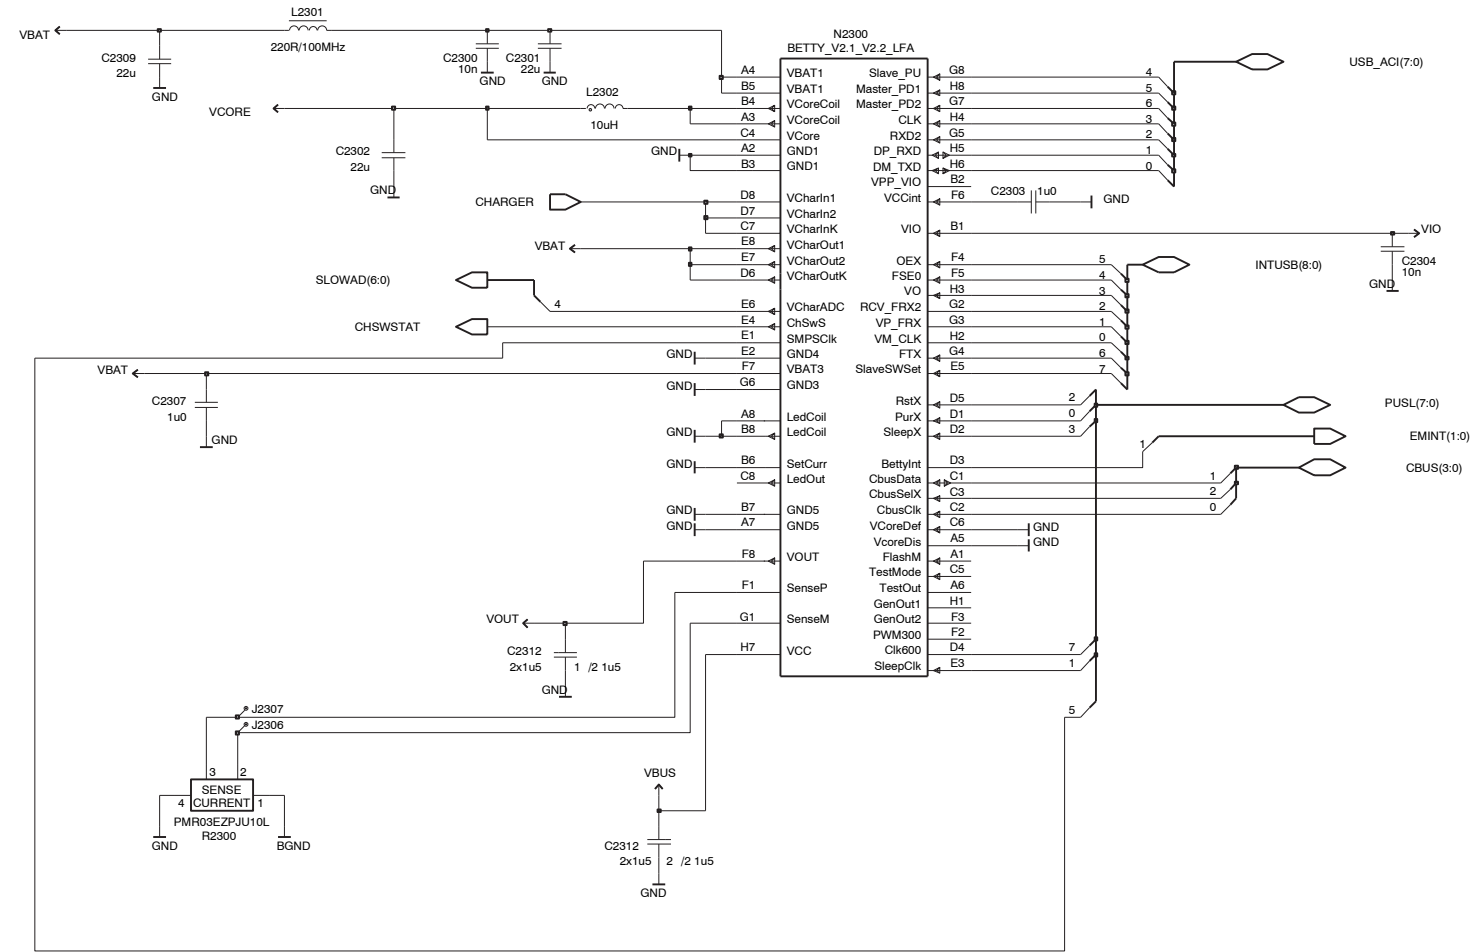 L2301
VBAT
220R/100MHz
C2309
22u
GND
C2300
10n
GND
C2301
22u
GND
N2300
BETTY_V2.1_V2.2_LFA
VCORE
L2302
10uH
C2302
22u
GND
GND
CHARGER
VBAT
SLOWAD(6:0)
4
CHSWSTAT
GND
VBAT
C2307
1u0
GND
GND
GND
GND
GND
GND
A4 VBAT1
B5 VBAT1
B4 VCoreCoil
A3 VCoreCoil
C4 VCore
A2 GND1
B3 GND1
D8 VCharIn1
D7 VCharIn2
C7 VCharInK
E8 VCharOut1
E7 VCharOut2
D6 VCharOutK
E6 VCharADC
E4 ChSwS
E1 SMPSClk
E2 GND4
F7 VBAT3
G6 GND3
A8 LedCoil
B8 LedCoil
B6 SetCurr
C8 LedOut
B7 GND5
A7 GND5
F8 VOUT
F1 SenseP
G1 SenseM
H7 VCC
Slave_PU G8 4
Master_PD1 H8 5
Master_PD2 G7 6
CLK H4 3
RXD2 G5 2
DP_RXD H5 1
DM_TXD H6 0
VPP_VIO B2
VCCint F6
VIO B1
OEX F4 5
FSE0 F5 4
VO H3 3
RCV_FRX2 G2 2
VP_FRX G3 1
VM_CLK H2 0
FTX G4 6
SlaveSWSet E5 7
RstX D5 2
PurX D1 0
SleepX D2 3
BettyInt D3 1
CbusData C1 1
CbusSelX C3 2
CbusClk C2 0
VCoreDef C6 GND
VcoreDis A5 GND
FlashM A1
TestMode C5
TestOut A6
GenOut1 H1
GenOut2 F3
PWM300 F2
Clk600 D4 7
SleepClk E3 1
5
USB_ACI(7:0)
C2303 1u0
GND
VIO
C2304
10n
GND
INTUSB(8:0)
PUSL(7:0)
EMINT(1:0)
CBUS(3:0)
VOUT
C2312
2x1u5 1 /2 1u5
GND
J2307
J2306
3 2
SENSE
CURRENT
4 1
PMR03EZPJU10L
R2300
GND
BGND
VBUS
C2312
2x1u5 2 /2 1u5
GND